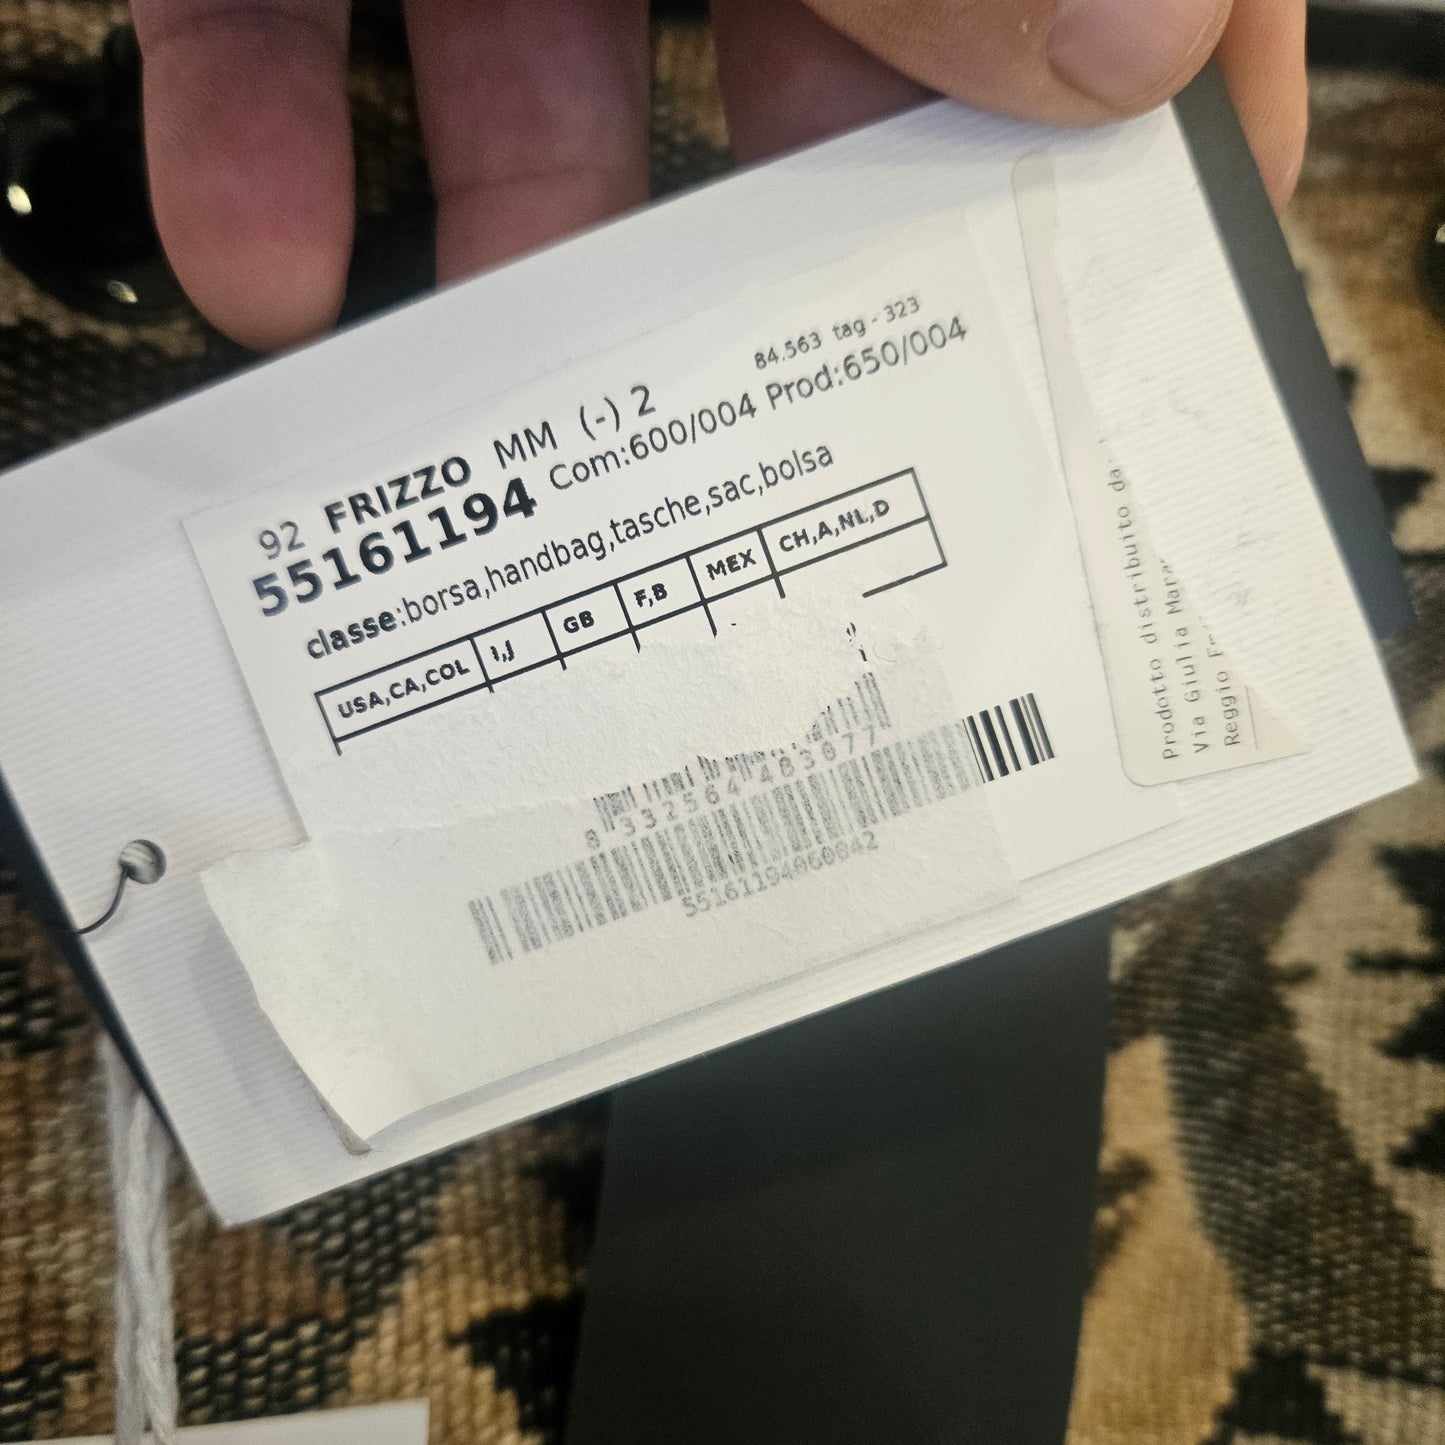 84.563 tag - 323
92 FRIZZO MM (-) 2
55161194 Com:600/004 Prod:650/004
classe:borsa,handbag,tasche,sac,bolsa
USA,CA,COL I,J GB F,B MEX CH,A,NL,D
8 332564 483077
55161194060042
Prodotto distribuito da
Via Giulia
Reggio